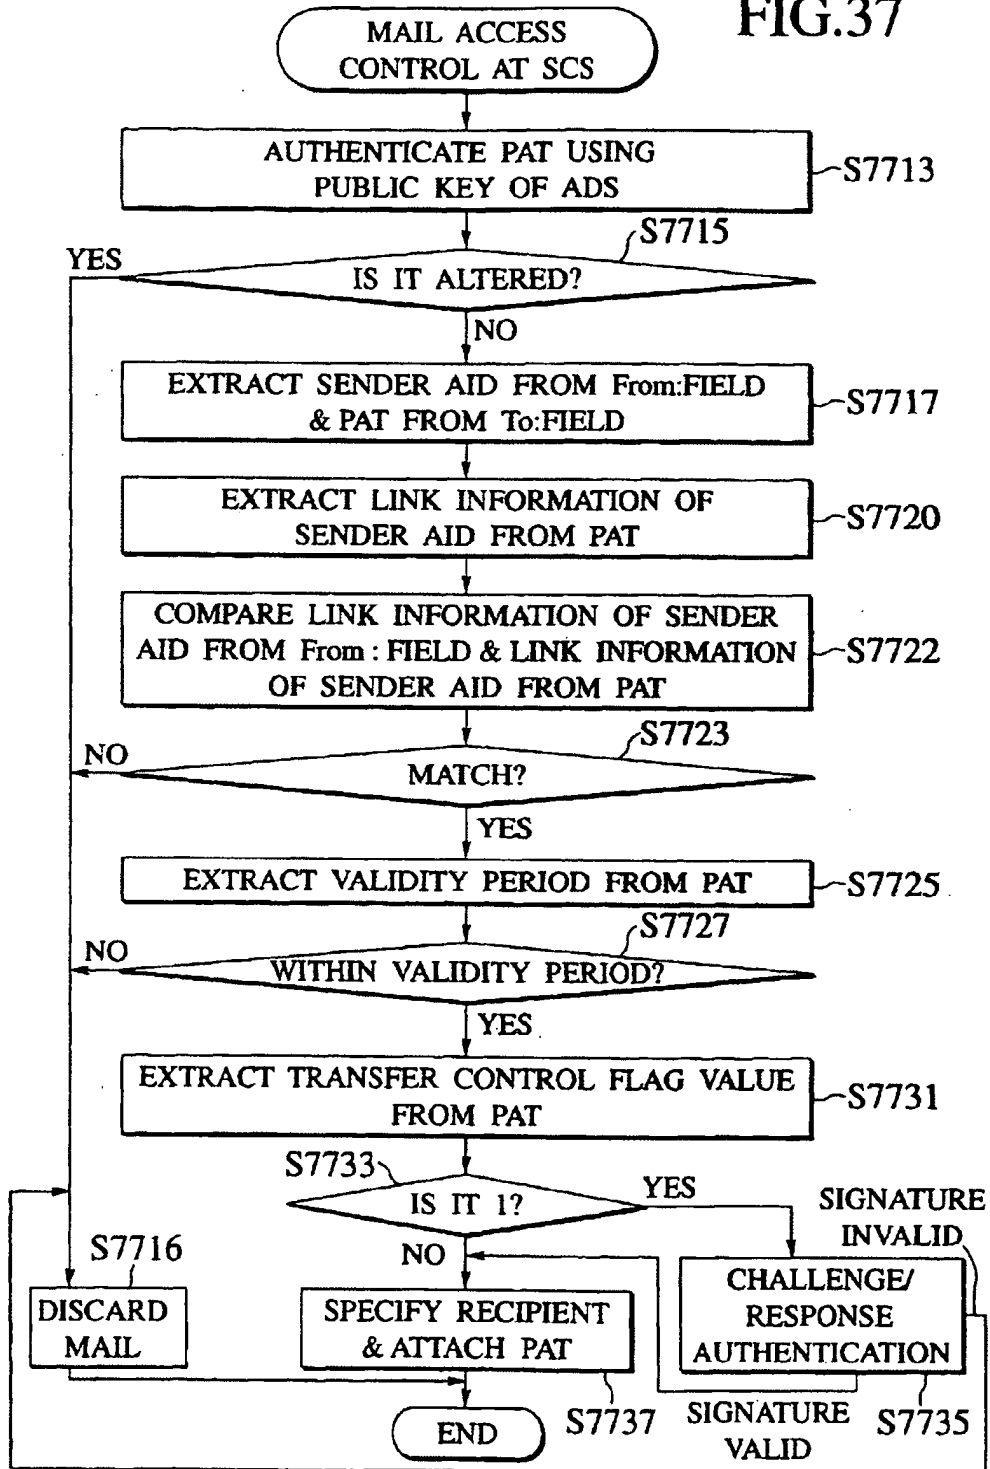 FIG.37
MAIL ACCESS
CONTROL AT SCS
AUTHENTICATE PAT USING
PUBLIC KEY OF ADS
S7713
S7715
YES
IS IT ALTERED?
NO
EXTRACT SENDER AID FROM From:FIELD
& PAT FROM To:FIELD
S7717
EXTRACT LINK INFORMATION OF
SENDER AID FROM PAT
S7720
COMPARE LINK INFORMATION OF SENDER
AID FROM From : FIELD & LINK INFORMATION
OF SENDER AID FROM PAT
S7722
S7723
NO
MATCH?
YES
EXTRACT VALIDITY PERIOD FROM PAT
S7725
S7727
NO
WITHIN VALIDITY PERIOD?
YES
EXTRACT TRANSFER CONTROL FLAG VALUE
FROM PAT
S7731
S7733
IS IT 1?
YES
NO
SIGNATURE
INVALID
S7716
DISCARD
MAIL
SPECIFY RECIPIENT
& ATTACH PAT
S7737
CHALLENGE/
RESPONSE
AUTHENTICATION
S7735
SIGNATURE
VALID
END